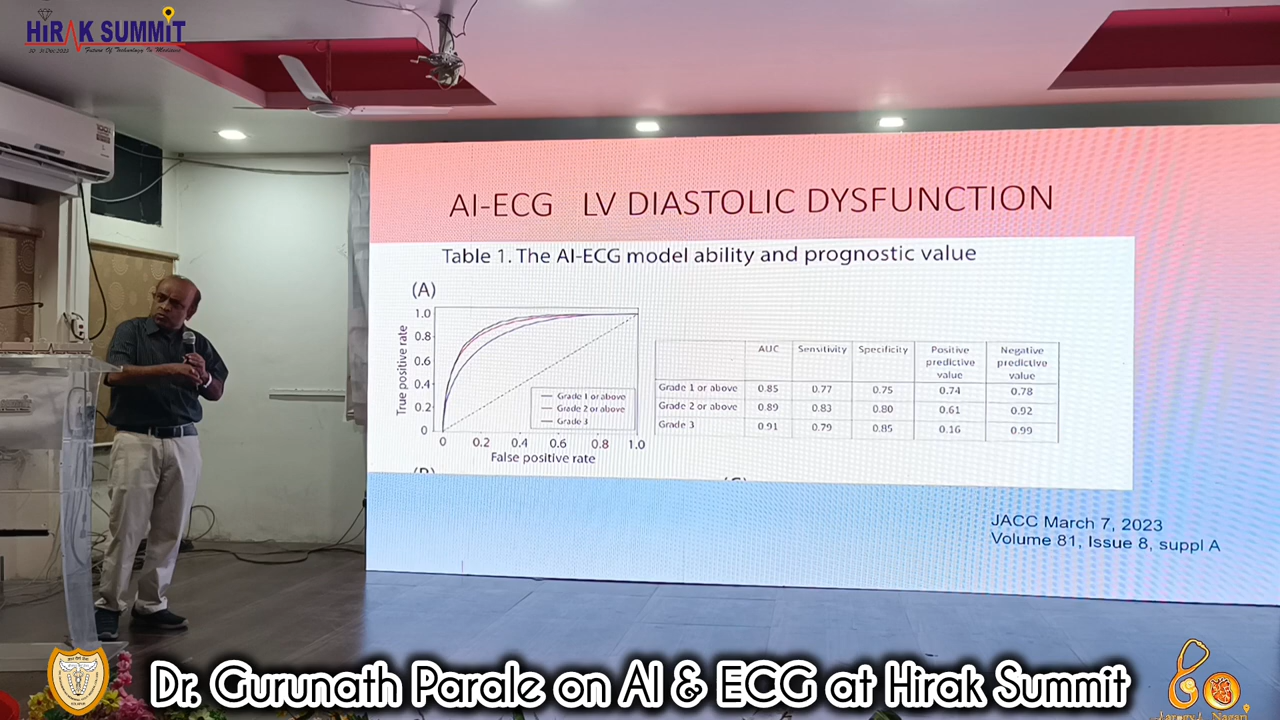 HiRAK SUMMIT
Future Of Technology In Medicine
AI-ECG LV DIASTOLIC DYSFUNCTION
Table 1. The AI-ECG model ability and prognostic value
(A)
True positive rate
1.0
0.8
0.6
0.4
0.2
0
0 0.2 0.4 0.6 0.8 1.0
False positive rate
Grade 1 or above
Grade 2 or above
Grade 3
AUC Sensitivity Specificity Positive predictive value Negative predictive value
Grade 1 or above 0.85 0.77 0.75 0.74 0.78
Grade 2 or above 0.89 0.83 0.80 0.61 0.92
Grade 3 0.91 0.79 0.85 0.16 0.99
JACC March 7, 2023
Volume 81, Issue 8, suppl A
Dr. Gurunath Parale on AI & ECG at Hirak Summit